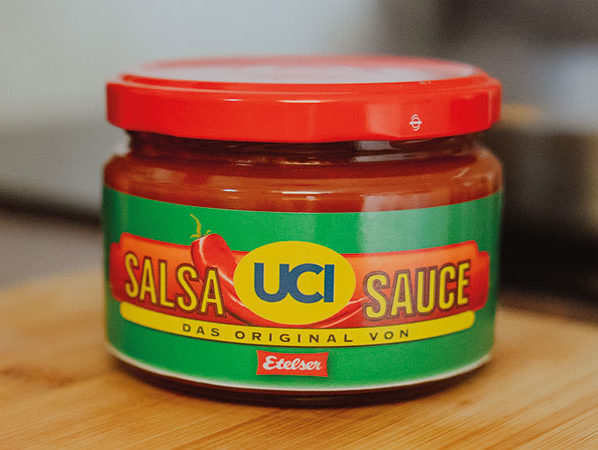 SALSA UCI SAUCE
DAS ORIGINAL VON
Etelser